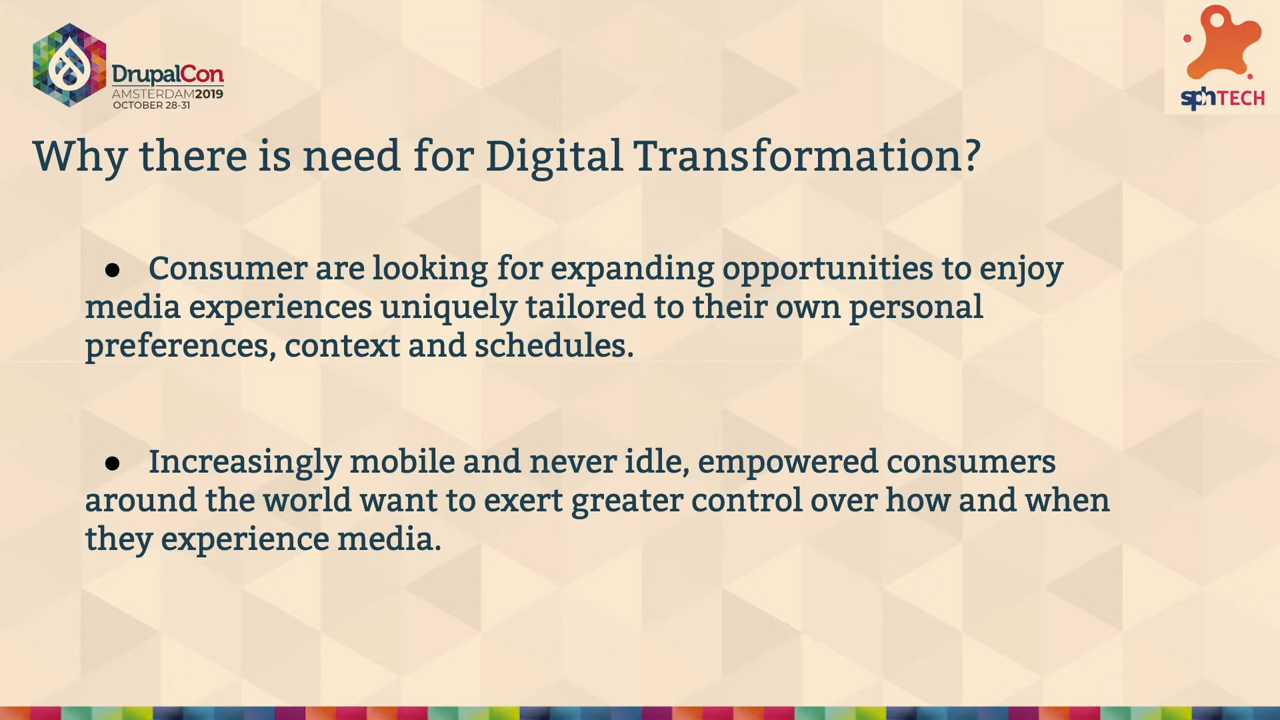 DrupalCon
AMSTERDAM2019
OCTOBER 28-31
sphTECH
Why there is need for Digital Transformation?
● Consumer are looking for expanding opportunities to enjoy
media experiences uniquely tailored to their own personal
preferences, context and schedules.
● Increasingly mobile and never idle, empowered consumers
around the world want to exert greater control over how and when
they experience media.